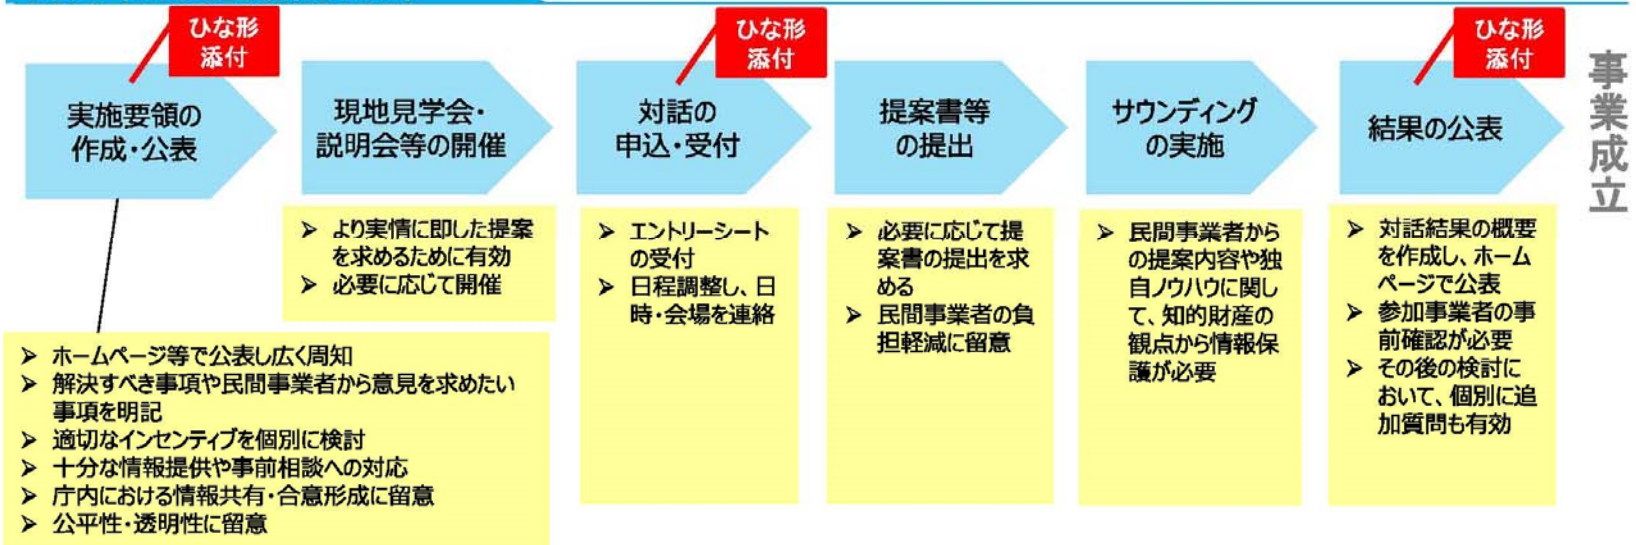 ひな形
添付
実施要領の
作成・公表
現地見学会・
説明会等の開催
ひな形
添付
対話の
申込・受付
提案書等
の提出
サウンディング
の実施
ひな形
添付
結果の公表
事業成立
➢ ホームページ等で公表し広く周知
➢ 解決すべき事項や民間事業者から意見を求めたい
事項を明記
➢ 適切なインセンティブを個別に検討
➢ 十分な情報提供や事前相談への対応
➢ 庁内における情報共有・合意形成に留意
➢ 公平性・透明性に留意
➢ より実情に即した提案
を求めるために有効
➢ 必要に応じて開催
➢ エントリーシート
の受付
➢ 日程調整し、日
時・会場を連絡
➢ 必要に応じて提
案書の提出を求
める
➢ 民間事業者の負
担軽減に留意
➢ 民間事業者から
の提案内容や独
自ノウハウに関し
て、知的財産の
観点から情報保
護が必要
➢ 対話結果の概要
を作成し、ホーム
ページで公表
➢ 参加事業者の事
前確認が必要
➢ その後の検討に
おいて、個別に追
加質問も有効